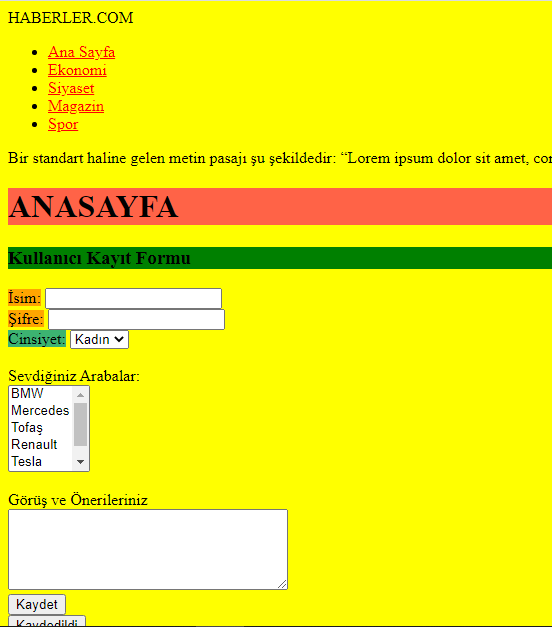 HABERLER.COM
Ana Sayfa
Ekonomi
Siyaset
Magazin
Spor
Bir standart haline gelen metin pasajı şu şekildedir: “Lorem ipsum dolor sit amet, con
ANASAYFA
Kullanıcı Kayıt Formu
İsim:
Şifre:
Cinsiyet: Kadın
Sevdiğiniz Arabalar:
BMW
Mercedes
Tofaş
Renault
Tesla
Görüş ve Önerileriniz
Kaydet
Kaydedildi